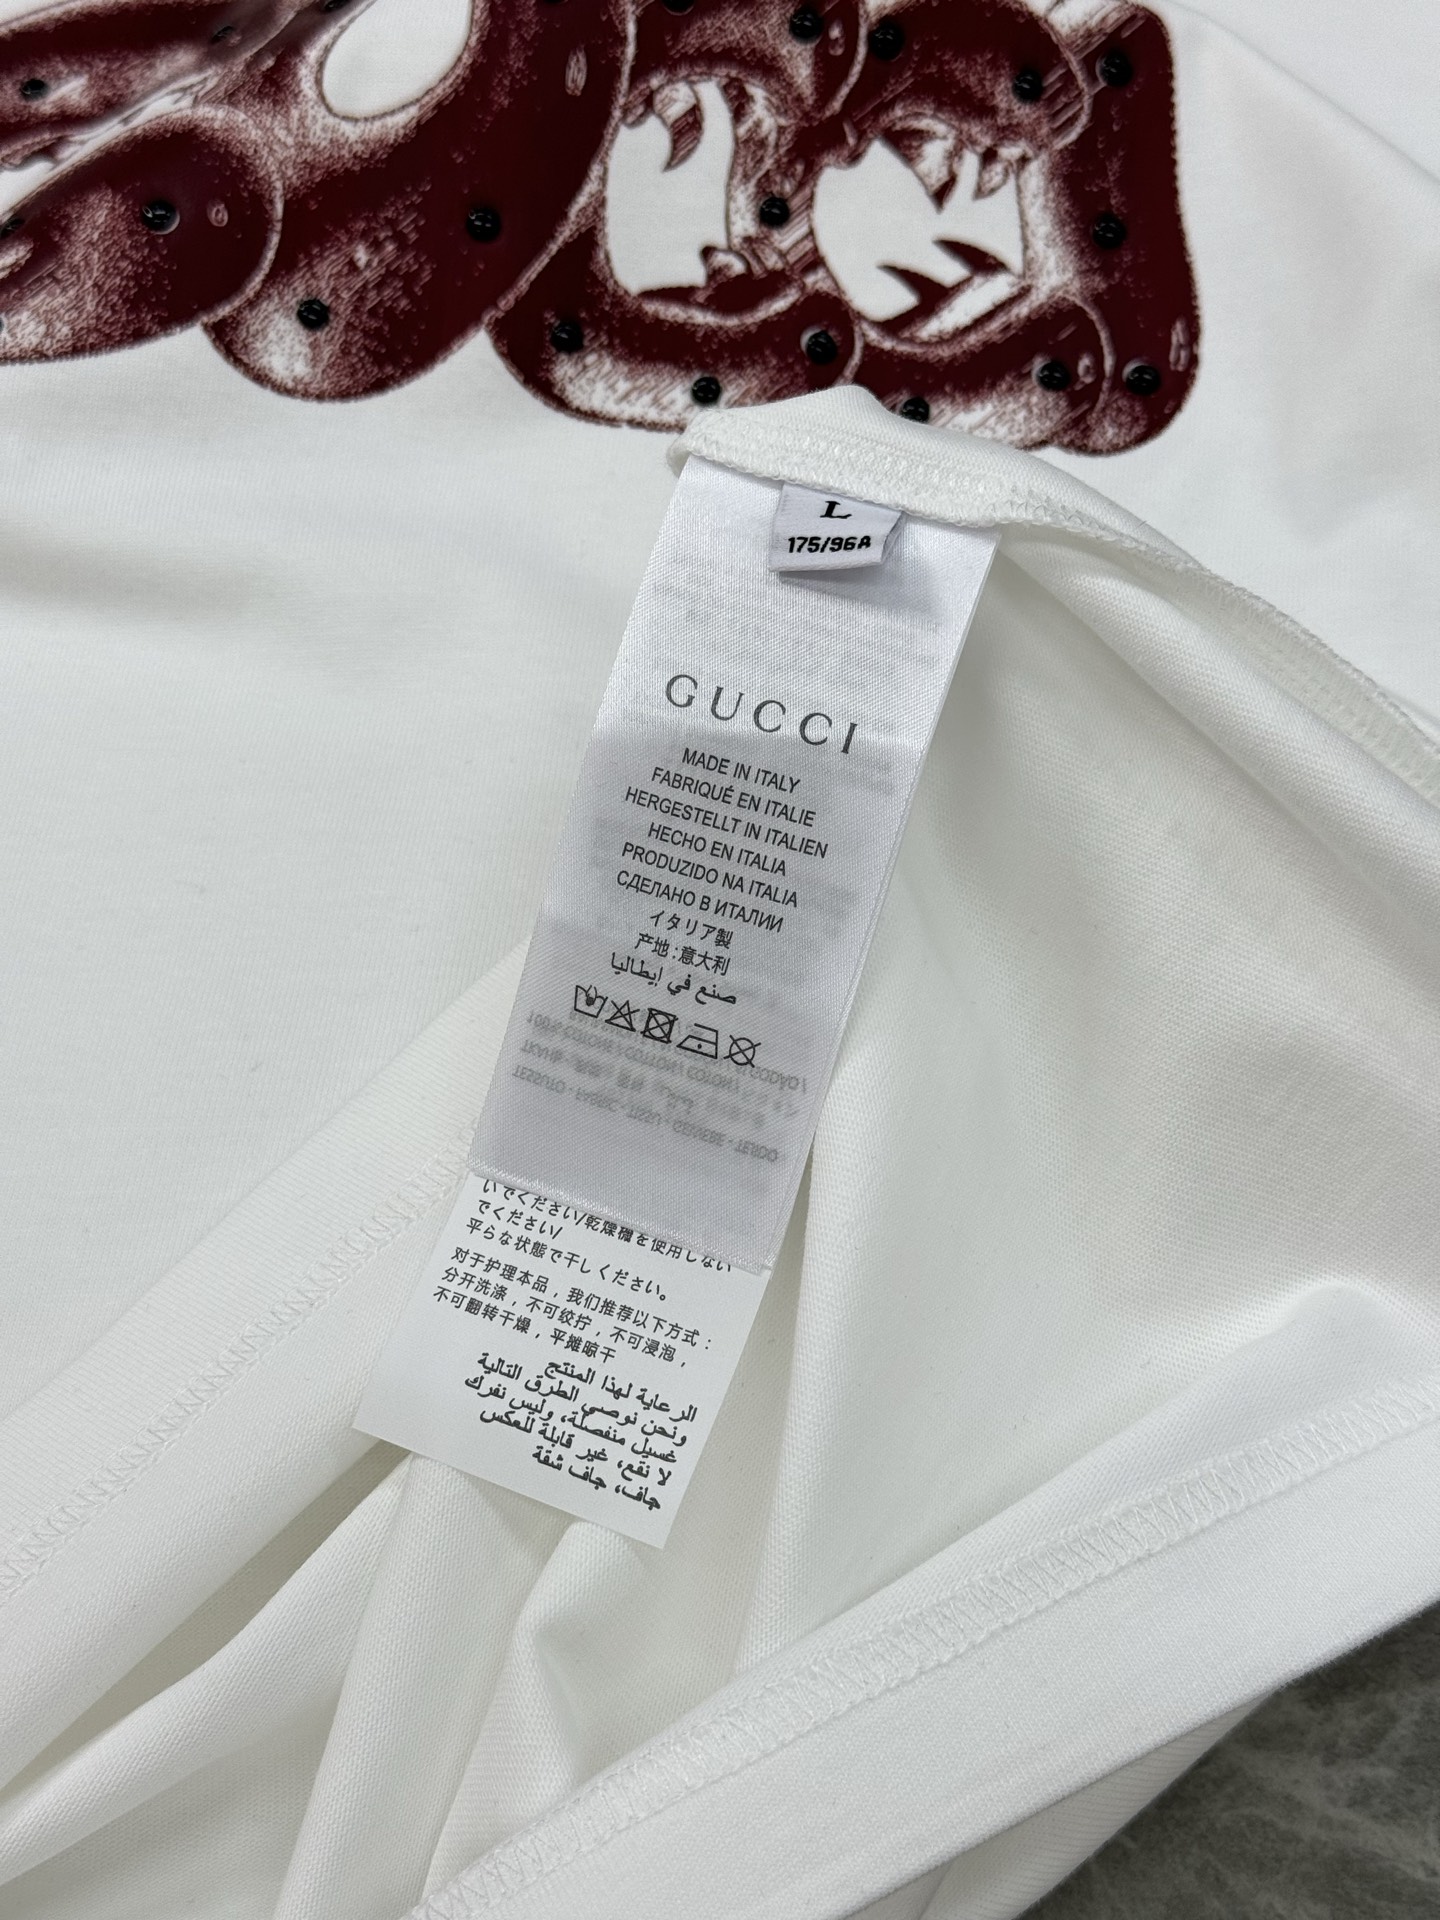 L
175/96A
GUCCI
MADE IN ITALY
FABRIQUÉ EN ITALIE
HERGESTELLT IN ITALIEN
HECHO EN ITALIA
PRODUZIDO NA ITALIA
СДЕЛАНО В ИТАЛИИ
イタリア製
产地:意大利
صنع في إيطاليا
いでください/乾燥機を使用しない
でください/
平らな状態で干しください。
对于护理本品，我们推荐以下方式：
分开洗涤，不可绞拧，不可浸泡，
不可翻转干燥，平摊晾干
الرعاية لهذا المنتج
ونحن نوصي الطرق التالية
غسيل منفصلة، وليس نفرك
لا نقع، غير قابلة للعكس
جاف، جاف شقة